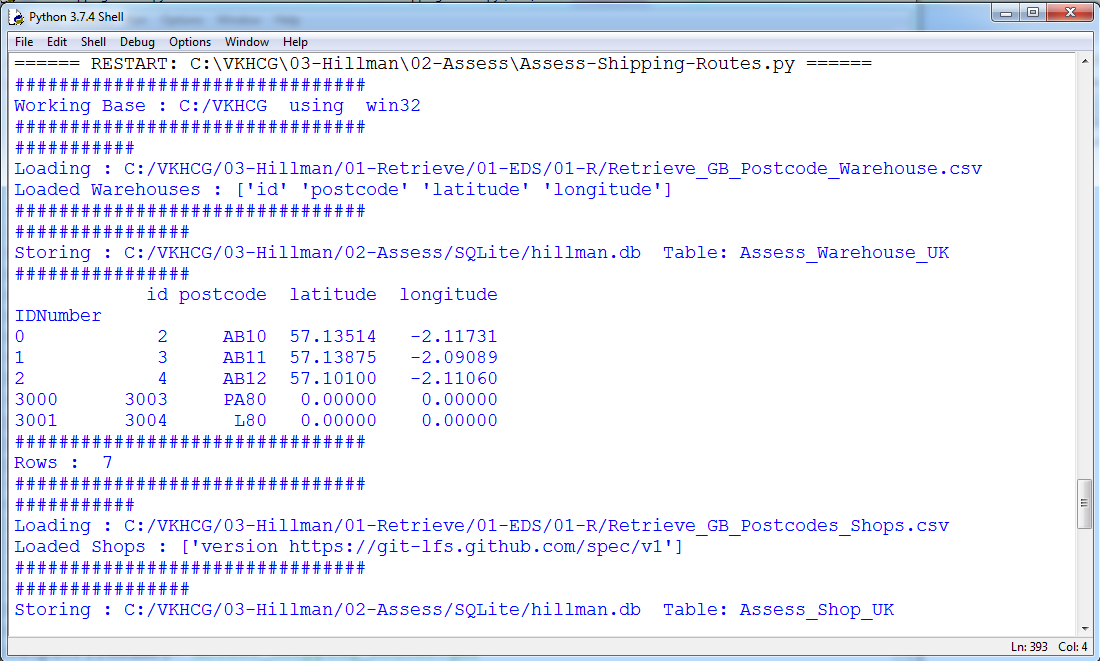 Python 3.7.4 Shell
File Edit Shell Debug Options Window Help
====== RESTART: C:\VKHCG\03-Hillman\02-Assess\Assess-Shipping-Routes.py ======
################################
Working Base : C:/VKHCG  using  win32
################################
###########
Loading : C:/VKHCG/03-Hillman/01-Retrieve/01-EDS/01-R/Retrieve_GB_Postcode_Warehouse.csv
Loaded Warehouses : ['id' 'postcode' 'latitude' 'longitude']
################################
################
Storing : C:/VKHCG/03-Hillman/02-Assess/SQLite/hillman.db  Table: Assess_Warehouse_UK
################
            id postcode  latitude  longitude
IDNumber
0            2     AB10  57.13514   -2.11731
1            3     AB11  57.13875   -2.09089
2            4     AB12  57.10100   -2.11060
3000      3003     PA80   0.00000    0.00000
3001      3004      L80   0.00000    0.00000
################################
Rows :  7
################################
###########
Loading : C:/VKHCG/03-Hillman/01-Retrieve/01-EDS/01-R/Retrieve_GB_Postcodes_Shops.csv
Loaded Shops : ['version https://git-lfs.github.com/spec/v1']
################################
################
Storing : C:/VKHCG/03-Hillman/02-Assess/SQLite/hillman.db  Table: Assess_Shop_UK
Ln: 393 Col: 4